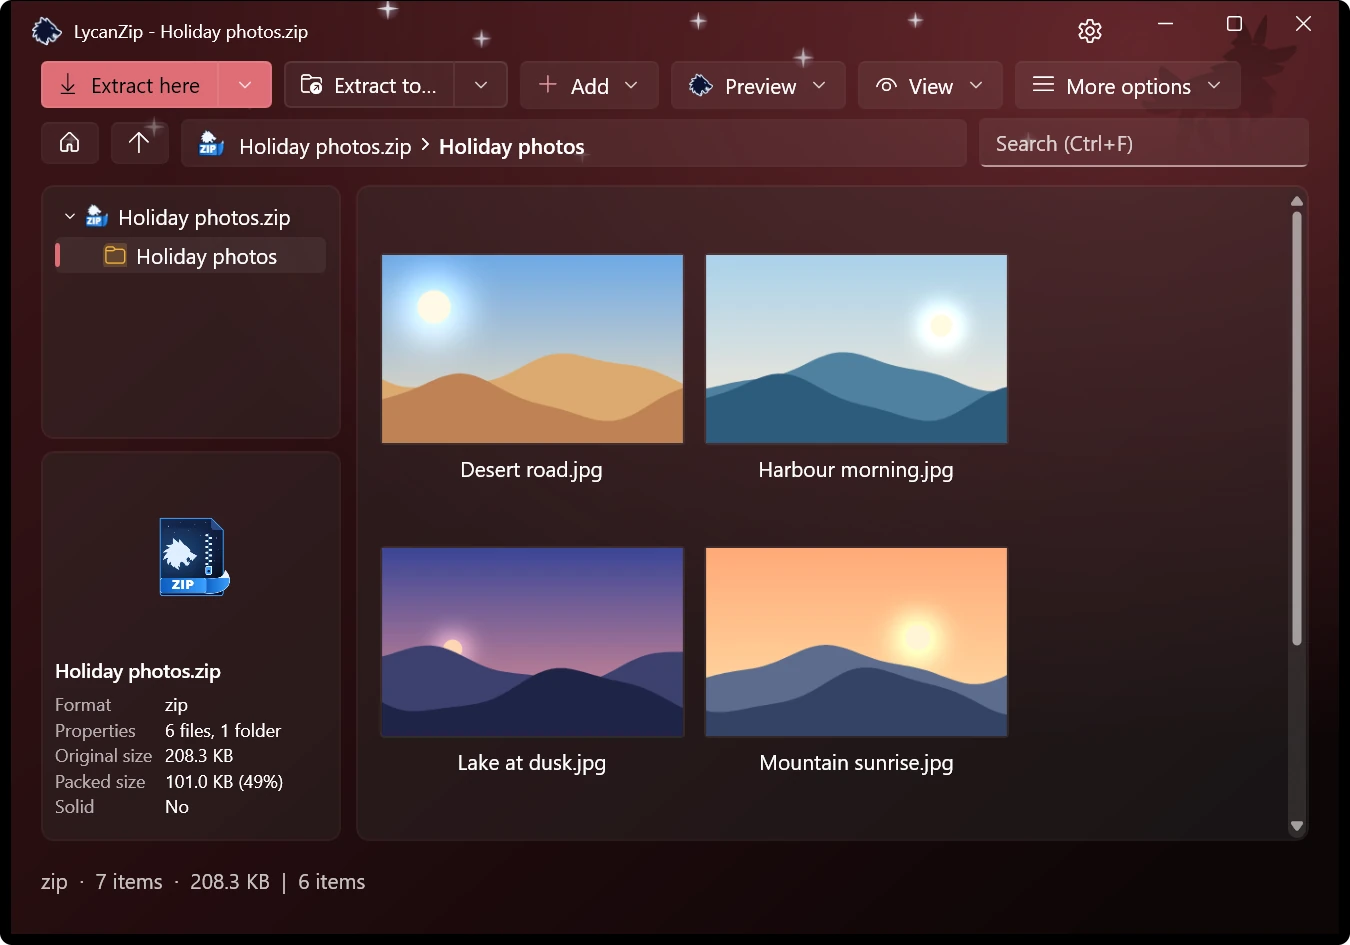 LycanZip - Holiday photos.zip
Extract here
Extract to...
Add
Preview
View
More options
Holiday photos.zip > Holiday photos
Search (Ctrl+F)
Holiday photos.zip
Holiday photos
Desert road.jpg
Harbour morning.jpg
Lake at dusk.jpg
Mountain sunrise.jpg
ZIP
Holiday photos.zip
Format zip
Properties 6 files, 1 folder
Original size 208.3 KB
Packed size 101.0 KB (49%)
Solid No
zip · 7 items · 208.3 KB | 6 items